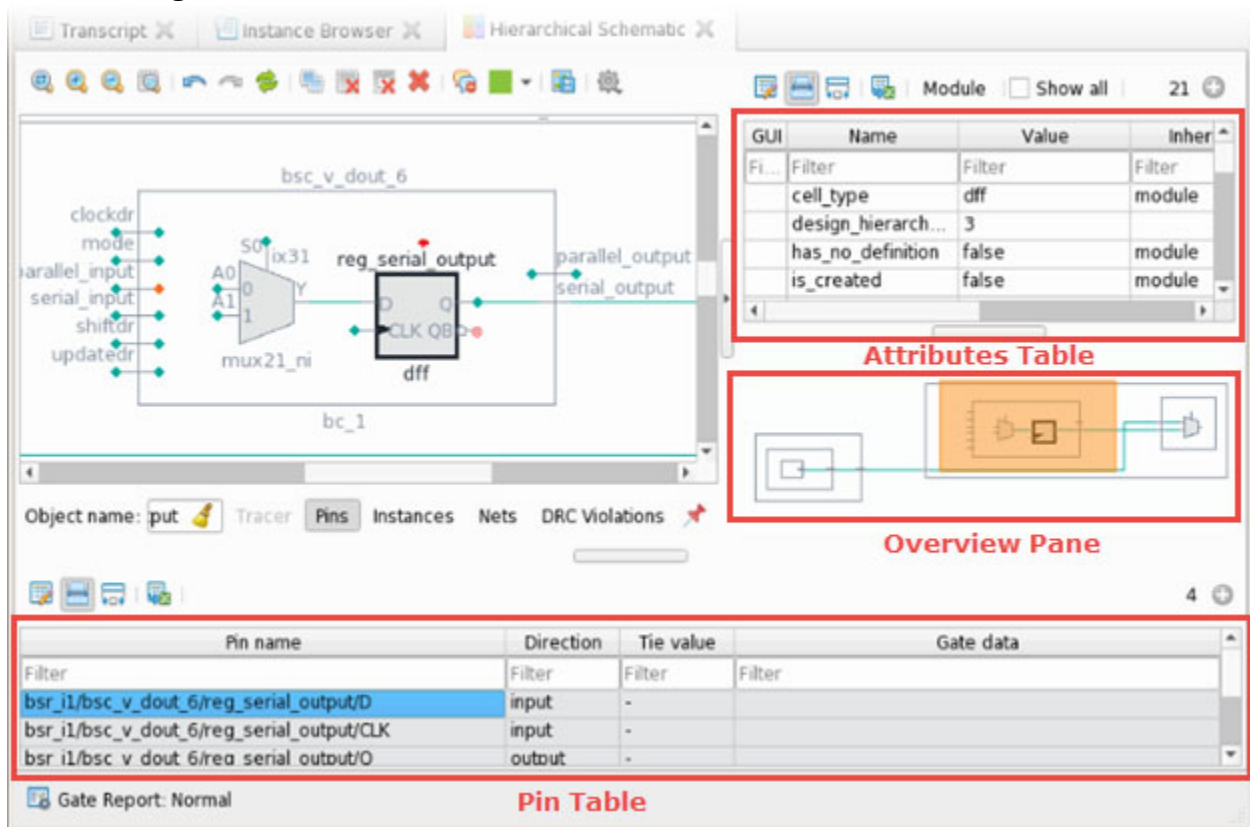 Transcript Instance Browser Hierarchical Schematic
Module Show all 21
GUI Name Value Inher
Fi... Filter Filter Filter
cell_type dff module
design_hierarch... 3
has_no_definition false module
is_created false module
Attributes Table
bsc_v_dout_6
clockdr
mode
arallel_input
serial_input
shiftdr
updatedr
S0 ix31
A0 0 Y
A1 1
mux21_ni
reg_serial_output
D Q
CLK QB
dff
parallel_output
serial_output
bc_1
Overview Pane
Object name: put Tracer Pins Instances Nets DRC Violations
4
Pin name Direction Tie value Gate data
Filter Filter Filter Filter
bsr_i1/bsc_v_dout_6/reg_serial_output/D input -
bsr_i1/bsc_v_dout_6/reg_serial_output/CLK input -
bsr_i1/bsc_v_dout_6/reg_serial_output/Q output -
Gate Report: Normal
Pin Table